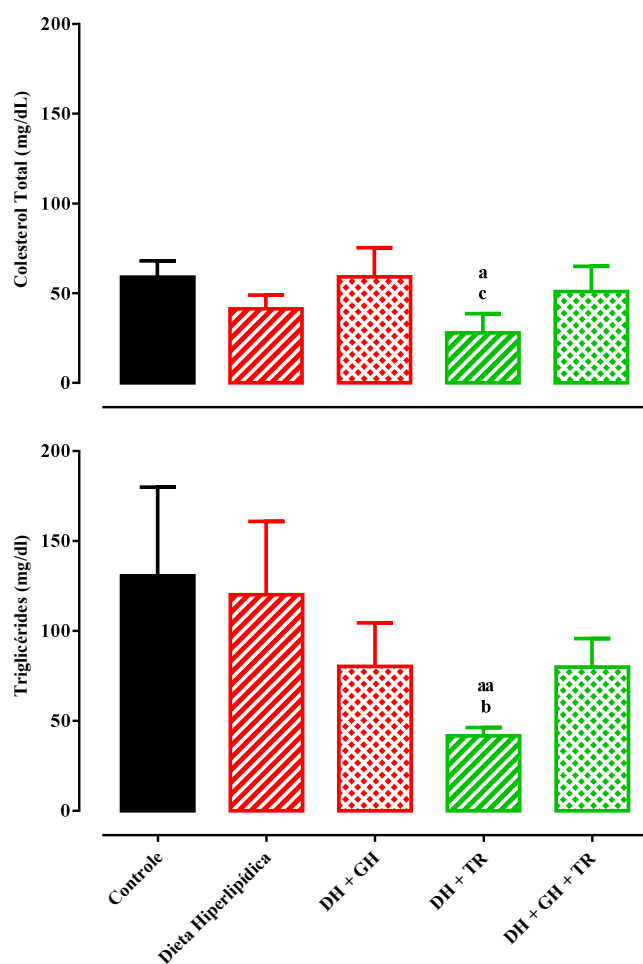 Colesterol Total (mg/dL)
200
150
100
50
0
a
c
Triglicérides (mg/dl)
200
150
100
50
0
aa
b
Controle
Dieta Hiperlipídica
DH + GH
DH + TR
DH + GH + TR